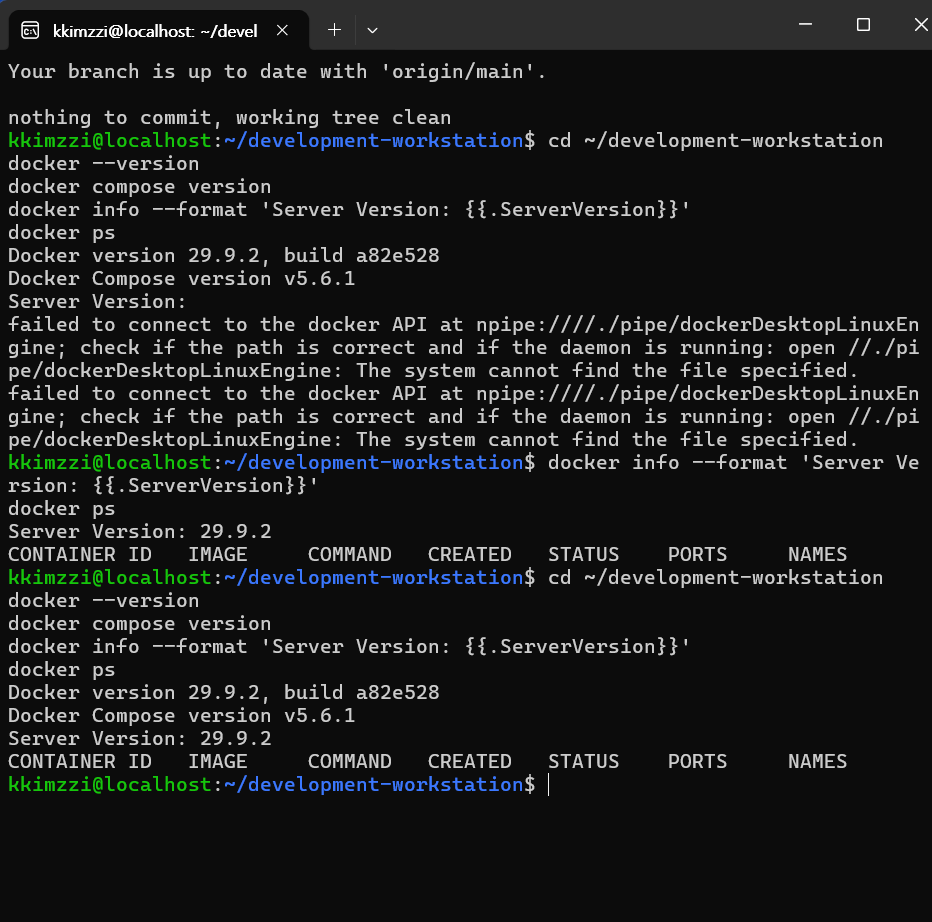 kkimzzi@localhost: ~/devel
Your branch is up to date with 'origin/main'.
nothing to commit, working tree clean
kkimzzi@localhost:~/development-workstation$ cd ~/development-workstation
docker --version
docker compose version
docker info --format 'Server Version: {{.ServerVersion}}'
docker ps
Docker version 29.9.2, build a82e528
Docker Compose version v5.6.1
Server Version:
failed to connect to the docker API at npipe:////./pipe/dockerDesktopLinuxEn
gine; check if the path is correct and if the daemon is running: open //./pi
pe/dockerDesktopLinuxEngine: The system cannot find the file specified.
failed to connect to the docker API at npipe:////./pipe/dockerDesktopLinuxEn
gine; check if the path is correct and if the daemon is running: open //./pi
pe/dockerDesktopLinuxEngine: The system cannot find the file specified.
kkimzzi@localhost:~/development-workstation$ docker info --format 'Server Ve
rsion: {{.ServerVersion}}'
docker ps
Server Version: 29.9.2
CONTAINER ID   IMAGE     COMMAND   CREATED   STATUS    PORTS     NAMES
kkimzzi@localhost:~/development-workstation$ cd ~/development-workstation
docker --version
docker compose version
docker info --format 'Server Version: {{.ServerVersion}}'
docker ps
Docker version 29.9.2, build a82e528
Docker Compose version v5.6.1
Server Version: 29.9.2
CONTAINER ID   IMAGE     COMMAND   CREATED   STATUS    PORTS     NAMES
kkimzzi@localhost:~/development-workstation$